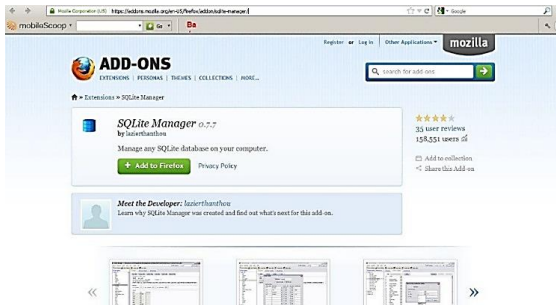 Mozilla Corporation (US) https://addons.mozilla.org/en-US/firefox/addon/sqlite-manager/
Google
mobilaScoop
Go
Ba
Register or Log in Other Applications
mozilla
ADD-ONS
EXTENSIONS | PERSONAS | THEMES | COLLECTIONS | MORE...
search for add-ons
Extensions » SQLite Manager
SQLite Manager 0.7.7
by lazierthanthou
Manage any SQLite database on your computer.
+ Add to Firefox Privacy Policy
35 user reviews
158,551 users
Add to collection
Share this Add-on
Meet the Developer: lazierthanthou
Learn why SQLite Manager was created and find out what's next for this add-on.
«
»